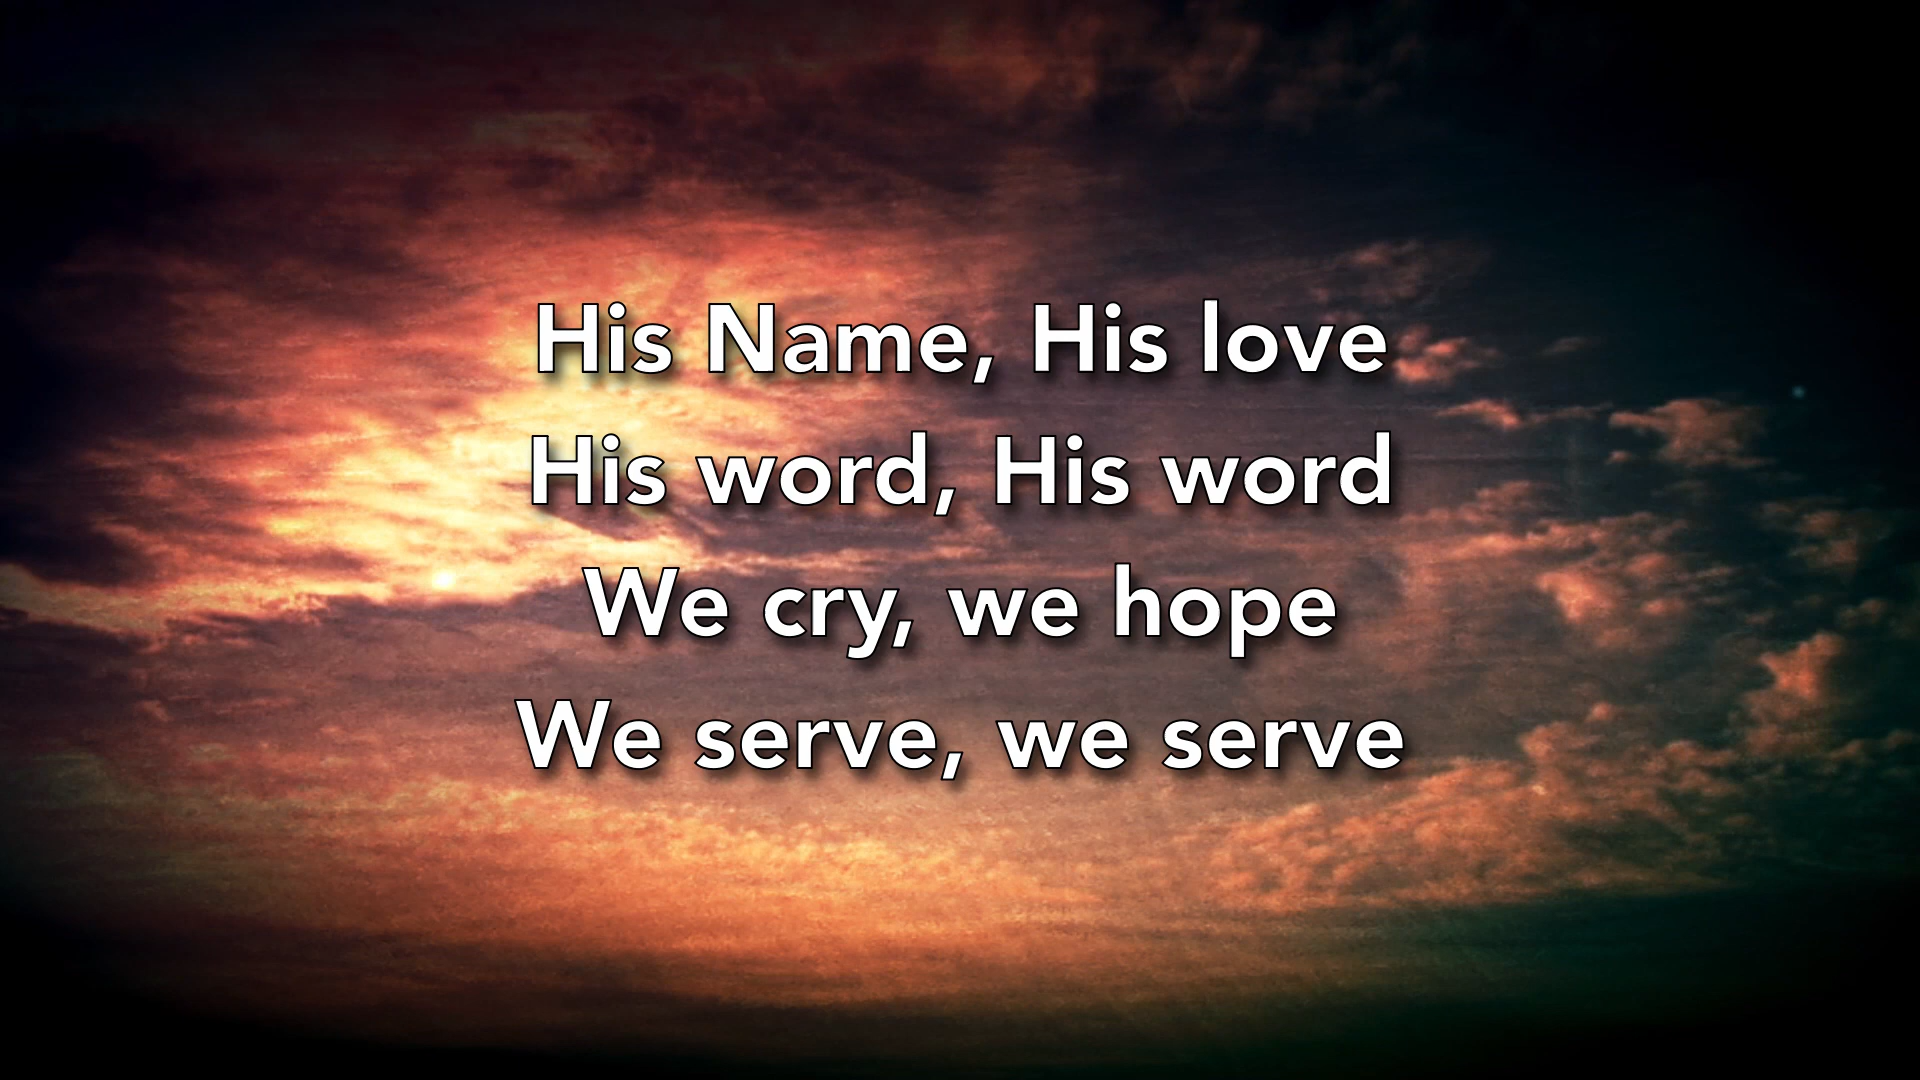 His Name, His love
His word, His word
We cry, we hope
We serve, we serve